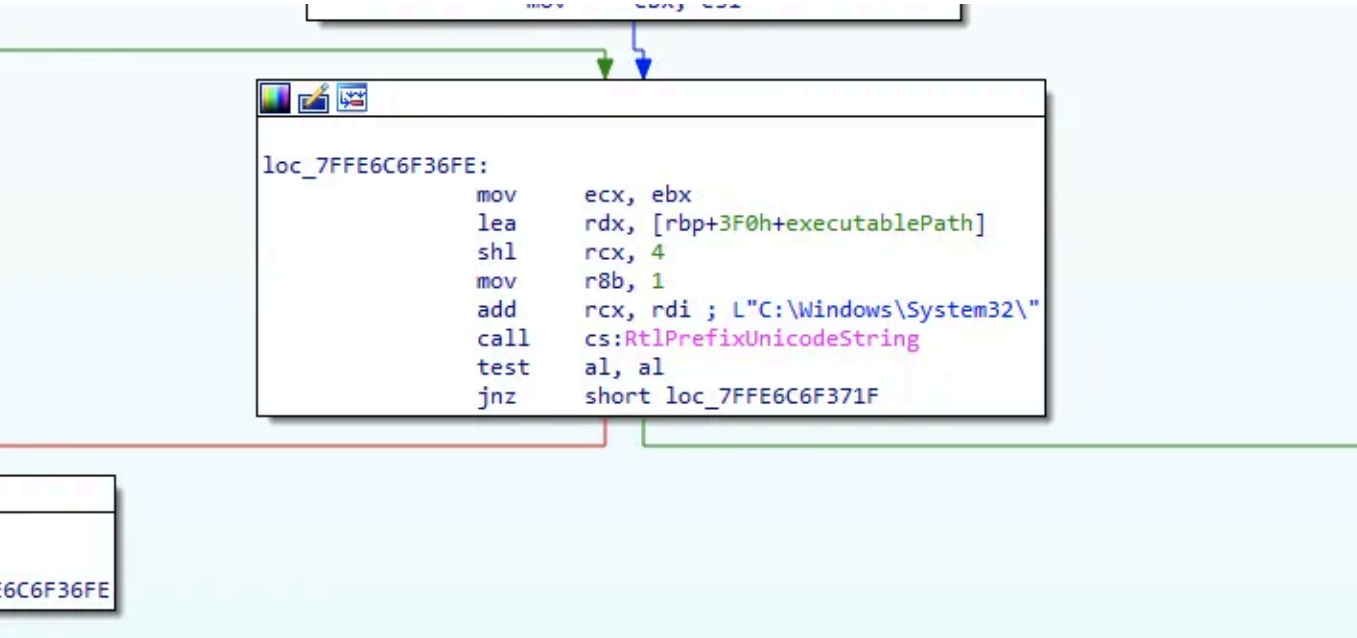 loc_7FFE6C6F36FE:
mov ecx, ebx
lea rdx, [rbp+3F0h+executablePath]
shl rcx, 4
mov r8b, 1
add rcx, rdi ; L"C:\Windows\System32\"
call cs:RtlPrefixUnicodeString
test al, al
jnz short loc_7FFE6C6F371F
E6C6F36FE